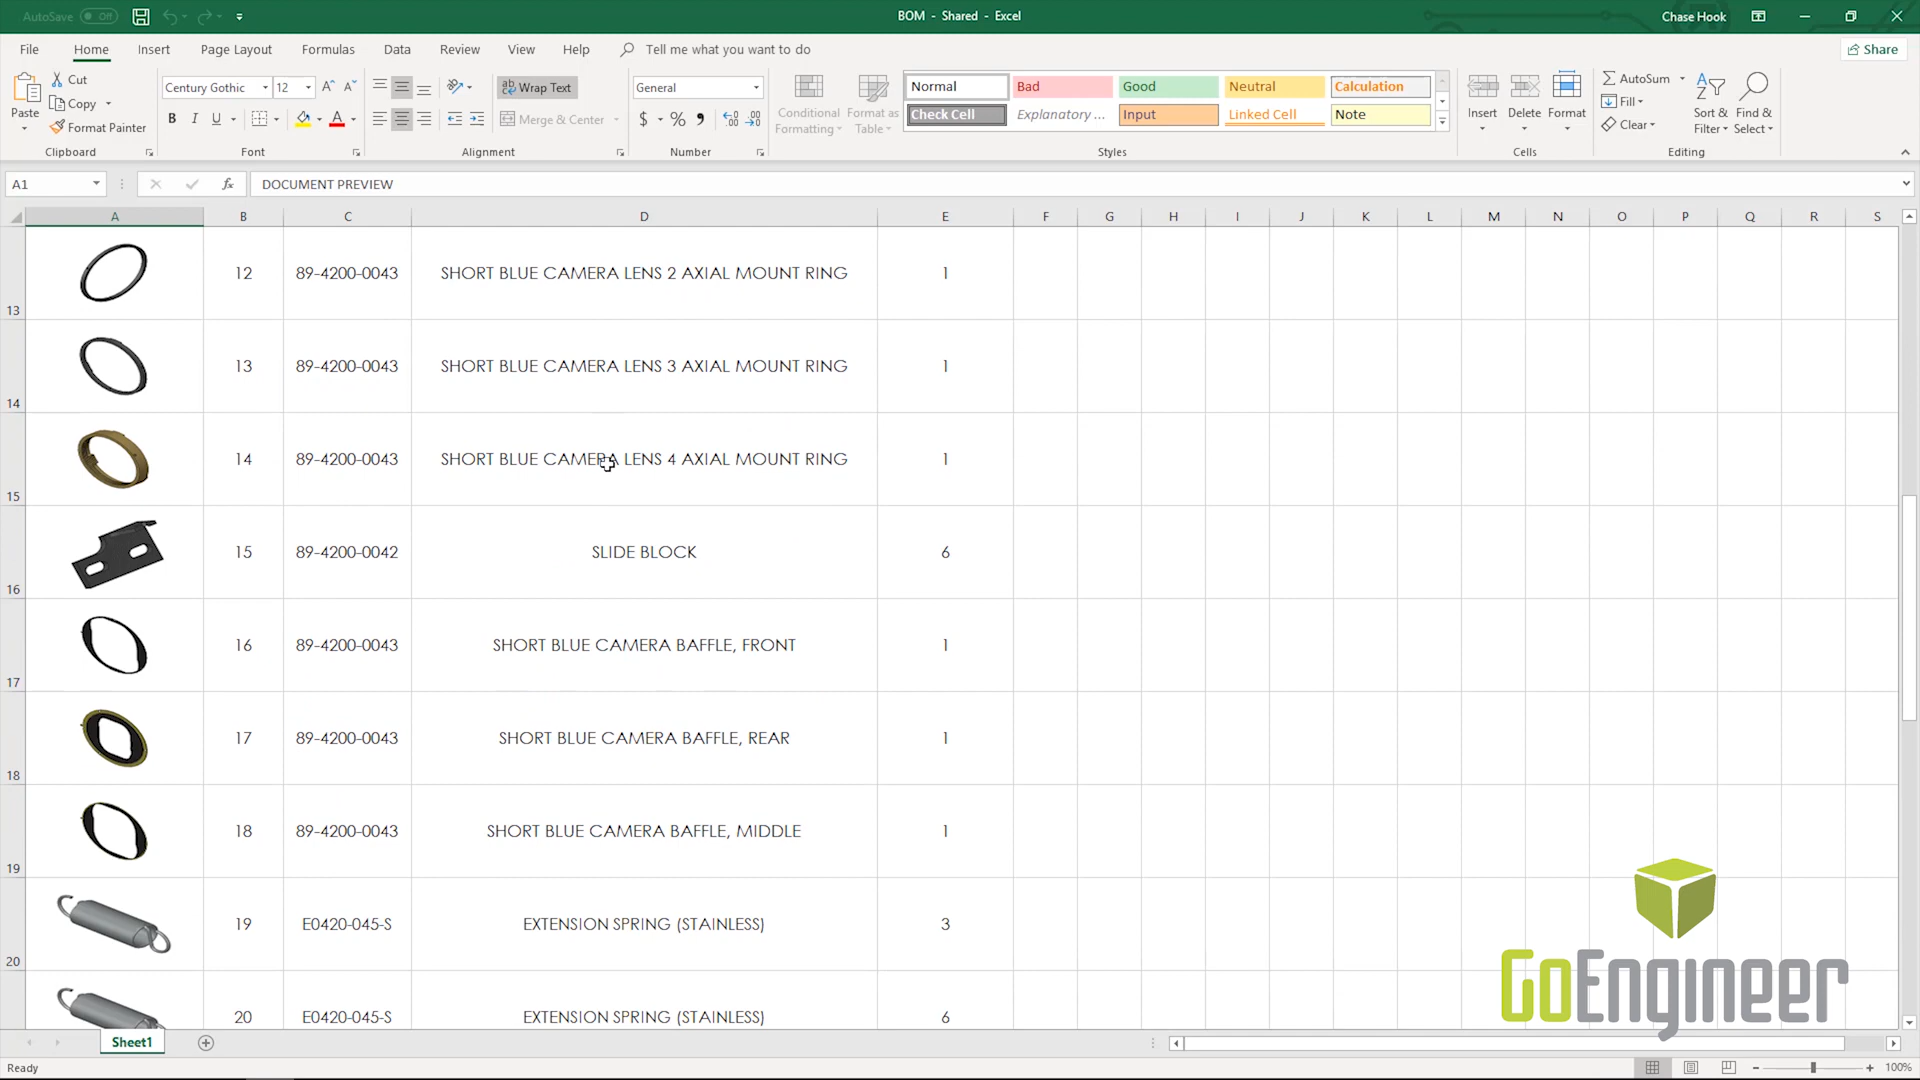 AutoSave Off
BOM - Shared - Excel
Chase Hook
File Home Insert Page Layout Formulas Data Review View Help Tell me what you want to do
Share
Paste
Cut
Copy
Format Painter
Clipboard
Century Gothic 12
B I U
Font
Wrap Text
Merge & Center
Alignment
General
$ % ,
Number
Conditional Formatting
Format as Table
Normal Bad Good Neutral Calculation
Check Cell Explanatory ... Input Linked Cell Note
Styles
Insert Delete Format
Cells
AutoSum
Fill
Clear
Sort & Filter
Find & Select
Editing
A1
fx
DOCUMENT PREVIEW
A B C D E F G H I J K L M N O P Q R S
13 12 89-4200-0043 SHORT BLUE CAMERA LENS 2 AXIAL MOUNT RING 1
14 13 89-4200-0043 SHORT BLUE CAMERA LENS 3 AXIAL MOUNT RING 1
15 14 89-4200-0043 SHORT BLUE CAMERA LENS 4 AXIAL MOUNT RING 1
16 15 89-4200-0042 SLIDE BLOCK 6
17 16 89-4200-0043 SHORT BLUE CAMERA BAFFLE, FRONT 1
18 17 89-4200-0043 SHORT BLUE CAMERA BAFFLE, REAR 1
19 18 89-4200-0043 SHORT BLUE CAMERA BAFFLE, MIDDLE 1
20 19 E0420-045-S EXTENSION SPRING (STAINLESS) 3
20 E0420-045-S EXTENSION SPRING (STAINLESS) 6
GoEngineer
Sheet1
Ready
100%